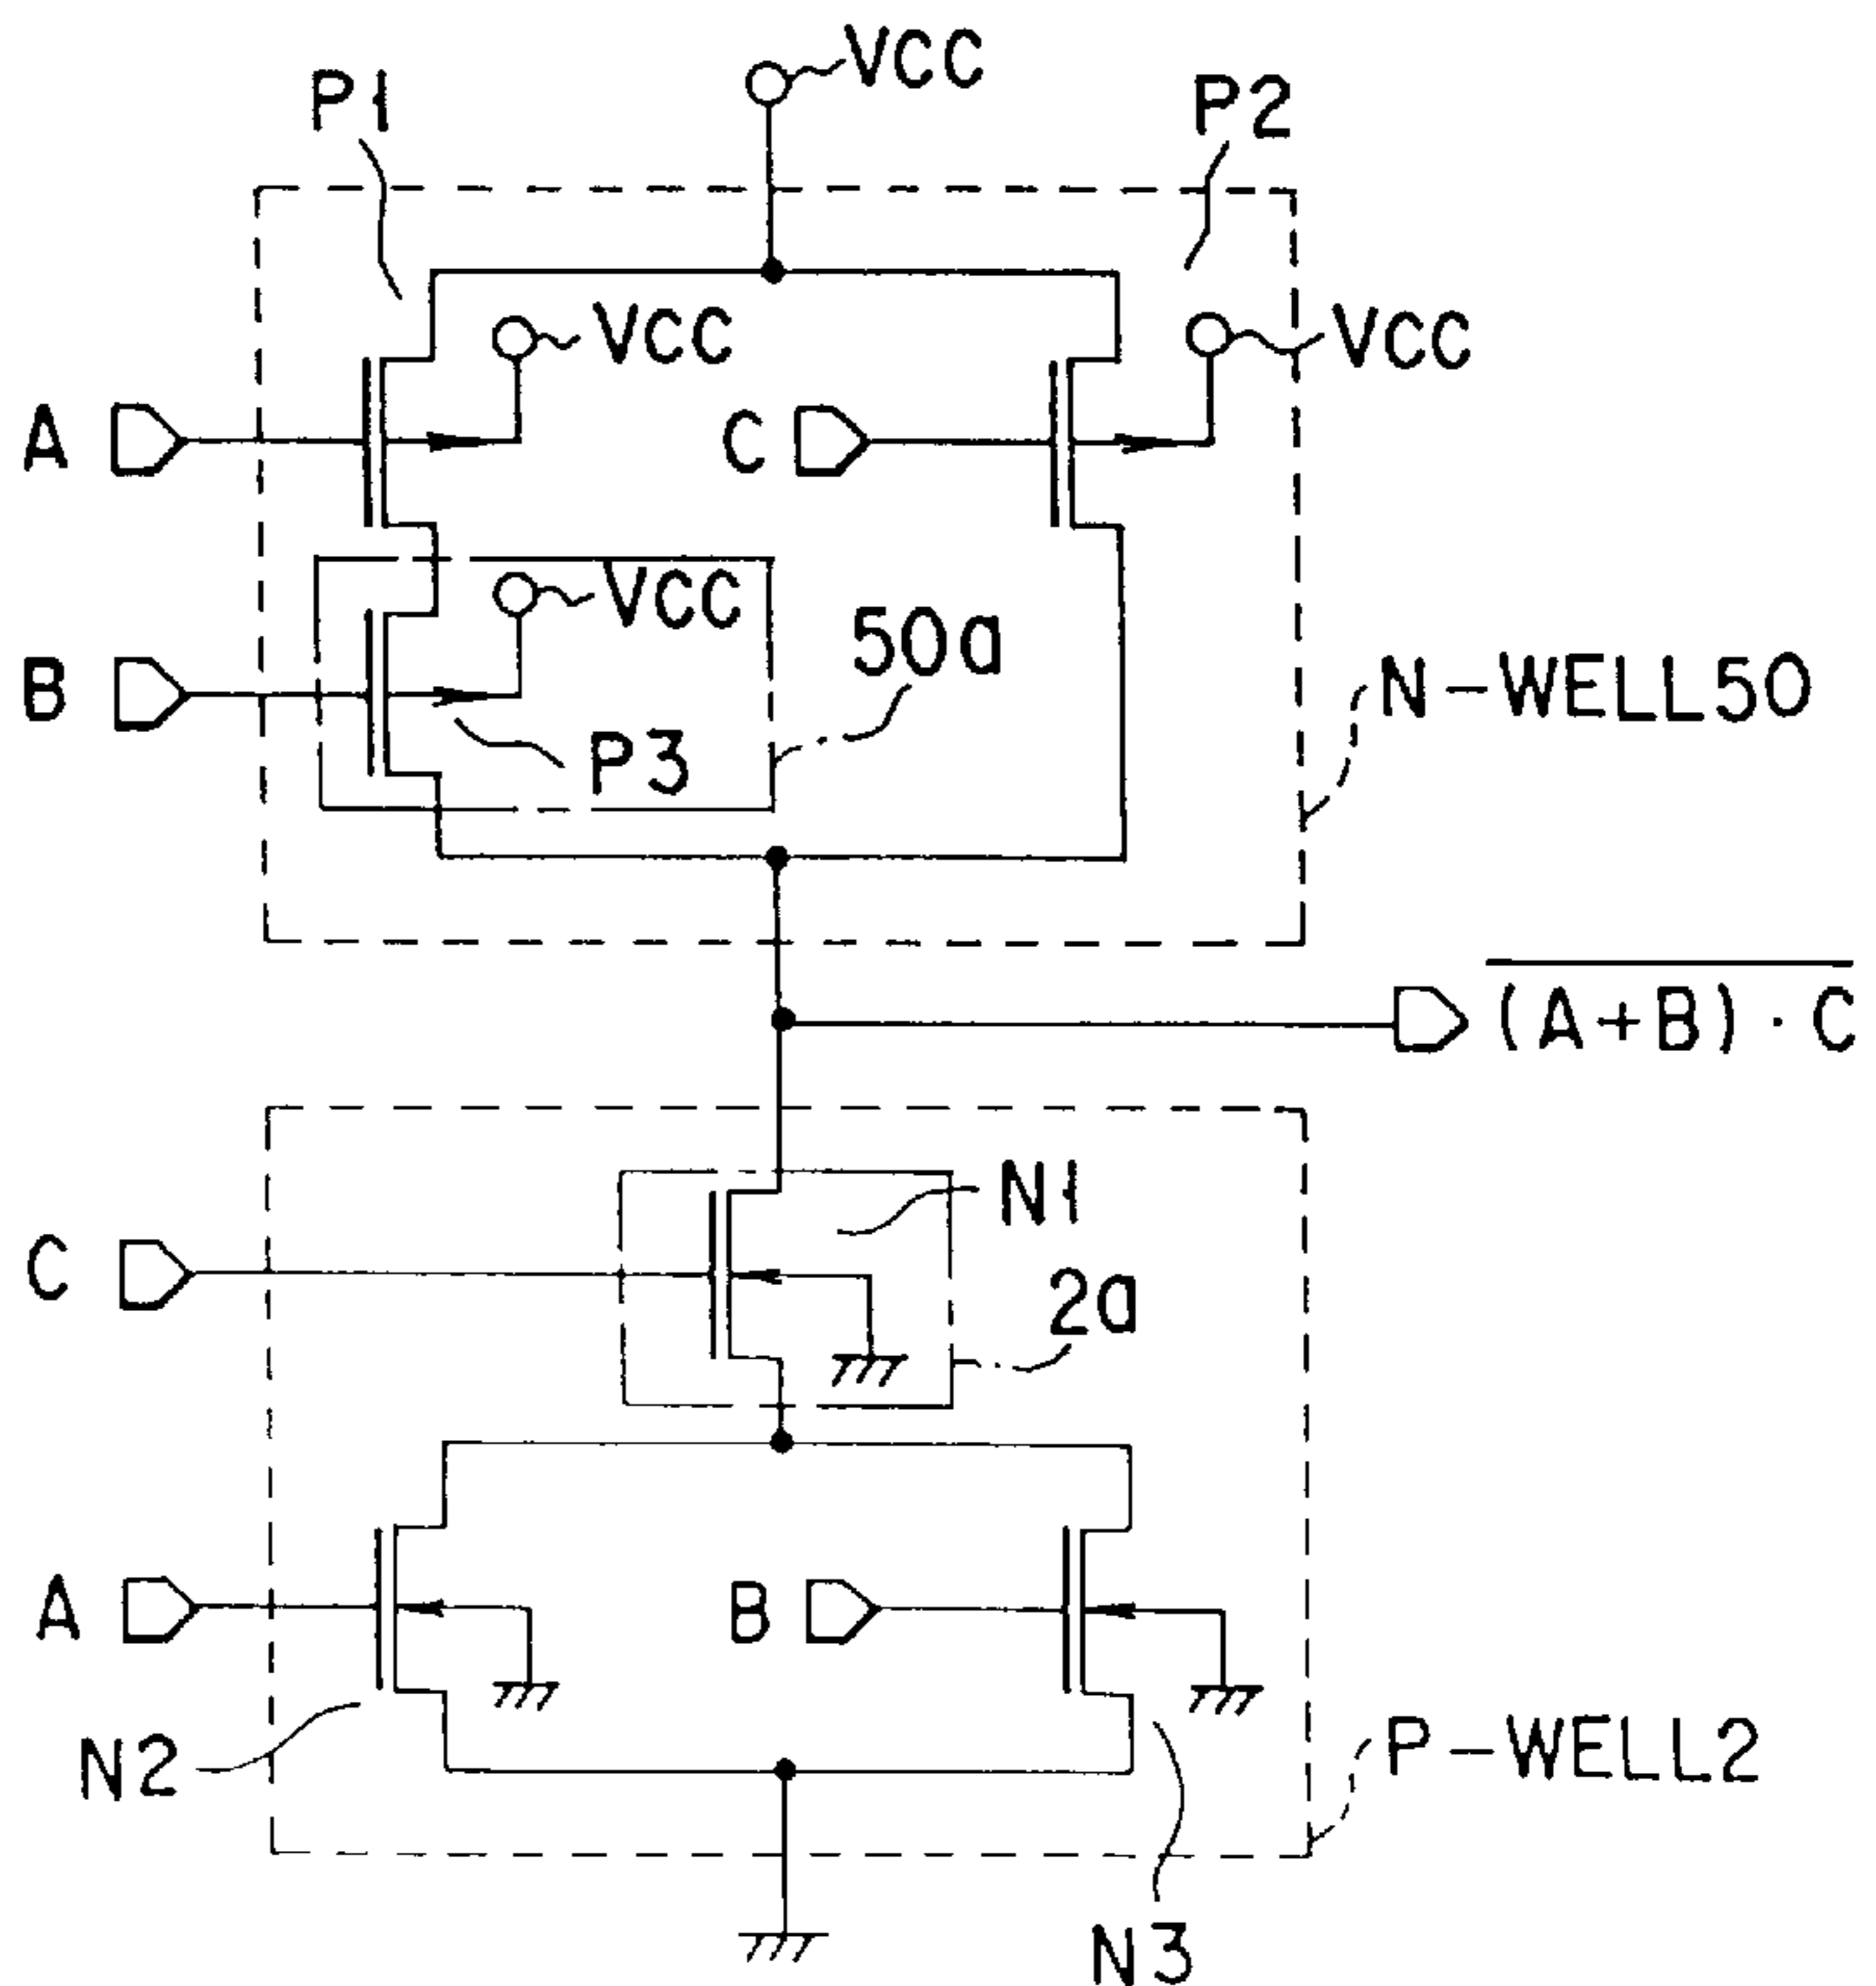 VCC
P1
P2
VCC
VCC
A
C
VCC
50a
B
N-WELL50
P3
(A+B)·C
N1
C
2a
A
B
N2
P-WELL2
N3